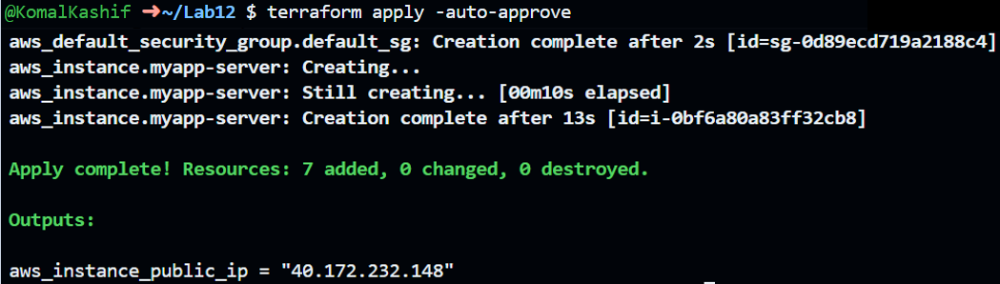 @KomalKashif ➜~/Lab12 $ terraform apply -auto-approve
aws_default_security_group.default_sg: Creation complete after 2s [id=sg-0d89ecd719a2188c4]
aws_instance.myapp-server: Creating...
aws_instance.myapp-server: Still creating... [00m10s elapsed]
aws_instance.myapp-server: Creation complete after 13s [id=i-0bf6a80a83ff32cb8]
Apply complete! Resources: 7 added, 0 changed, 0 destroyed.
Outputs:
aws_instance_public_ip = "40.172.232.148"